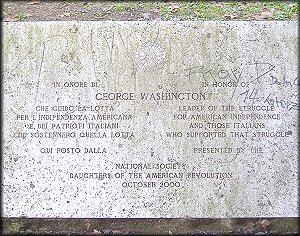 IN ONORE DI
IN HONOR OF
GEORGE WASHINGTON
CHE GUIDO LA LOTTA
PER L'INDIPENDENZA AMERICANA
E DEI PATRIOTI ITALIANI
CHE SOSTENNERO QUELLA LOTTA
LEADER OF THE STRUGGLE
FOR AMERICAN INDEPENDENCE
AND THOSE ITALIANS
WHO SUPPORTED THAT STRUGGLE
QUI POSTO DALLA
PRESENTED BY THE
NATIONAL SOCIETY
DAUGHTERS OF THE AMERICAN REVOLUTION
OCTOBER 2000